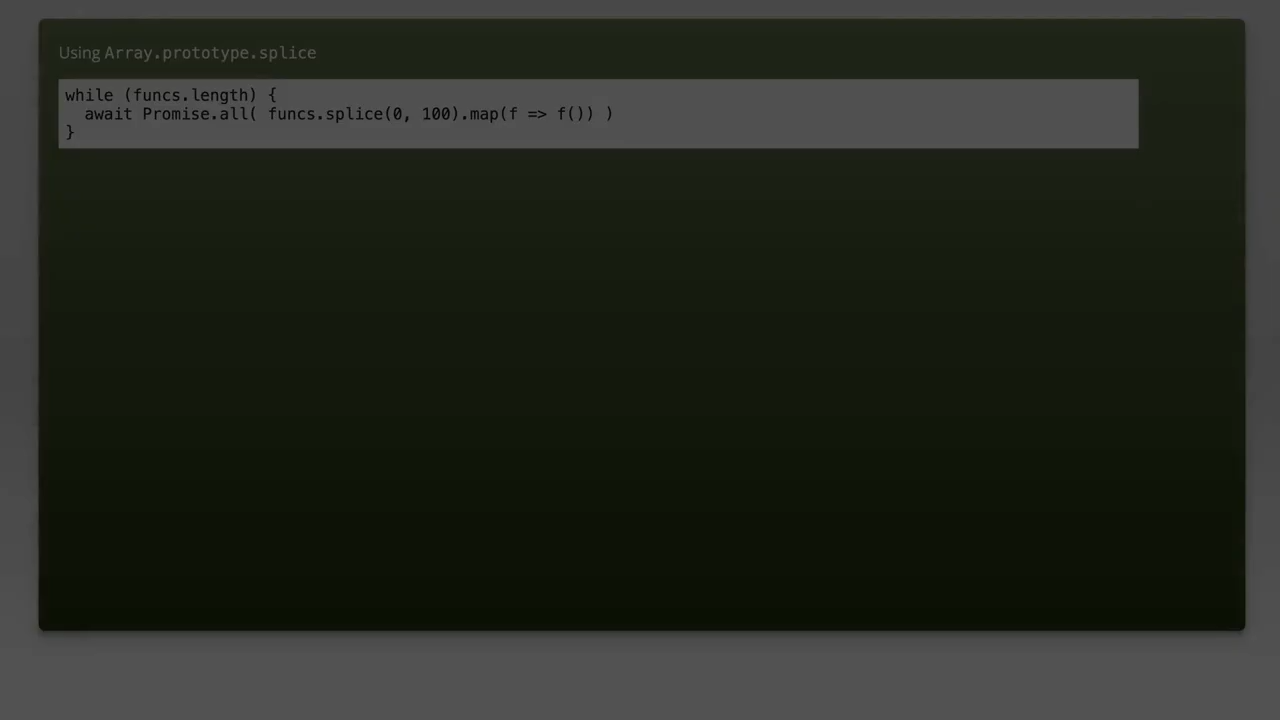 Using Array.prototype.splice
while (funcs.length) {
  await Promise.all( funcs.splice(0, 100).map(f => f()) )
}